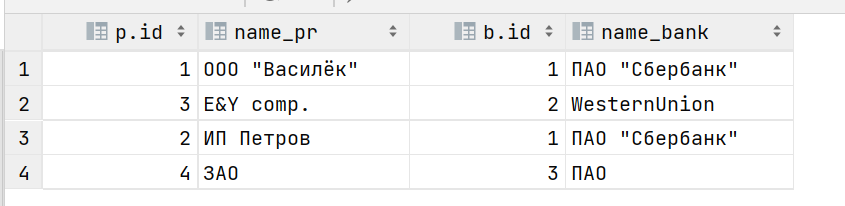 p.id name_pr b.id name_bank
1 1 ООО "Василёк" 1 ПАО "Сбербанк"
2 3 E&Y comp. 2 WesternUnion
3 2 ИП Петров 1 ПАО "Сбербанк"
4 4 ЗАО 3 ПАО